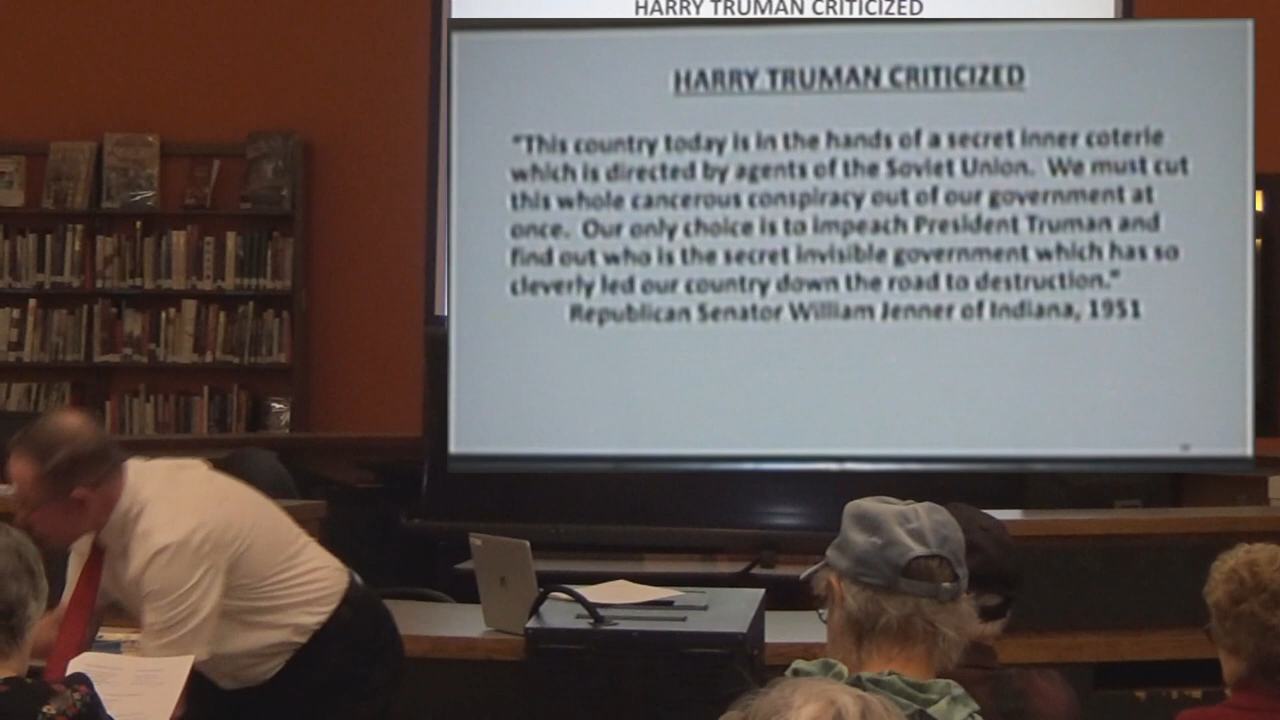 HARRY TRUMAN CRITICIZED
HARRY TRUMAN CRITICIZED
"This country today is in the hands of a secret inner coterie
which is directed by agents of the Soviet Union. We must cut
this whole cancerous conspiracy out of our government at
once. Our only choice is to impeach President Truman and
find out who is the secret invisible government which has so
cleverly led our country down the road to destruction."
Republican Senator William Jenner of Indiana, 1951